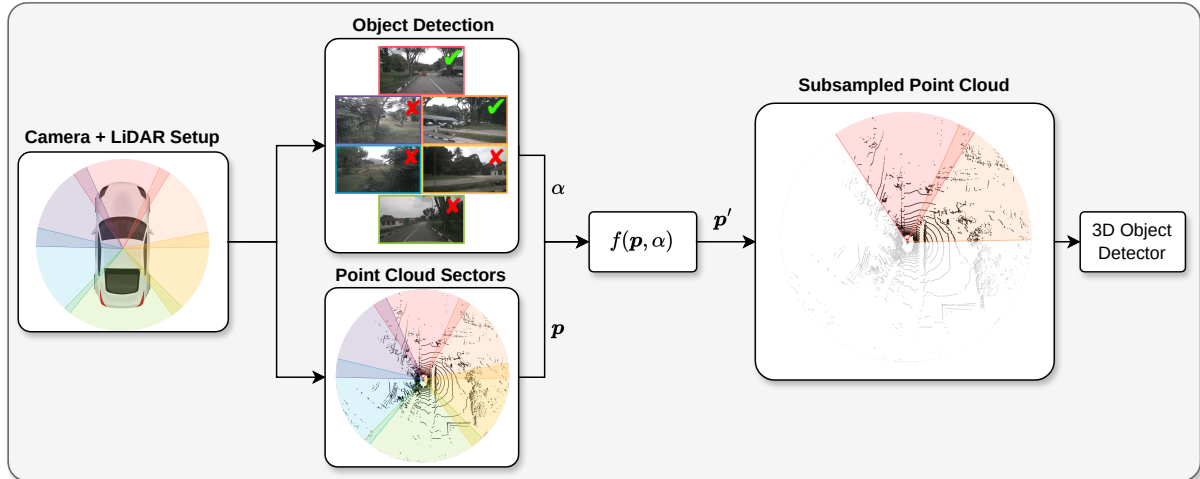 Object Detection
Camera + LiDAR Setup
Point Cloud Sectors
α
p
f(p, α)
p′
Subsampled Point Cloud
3D Object
Detector